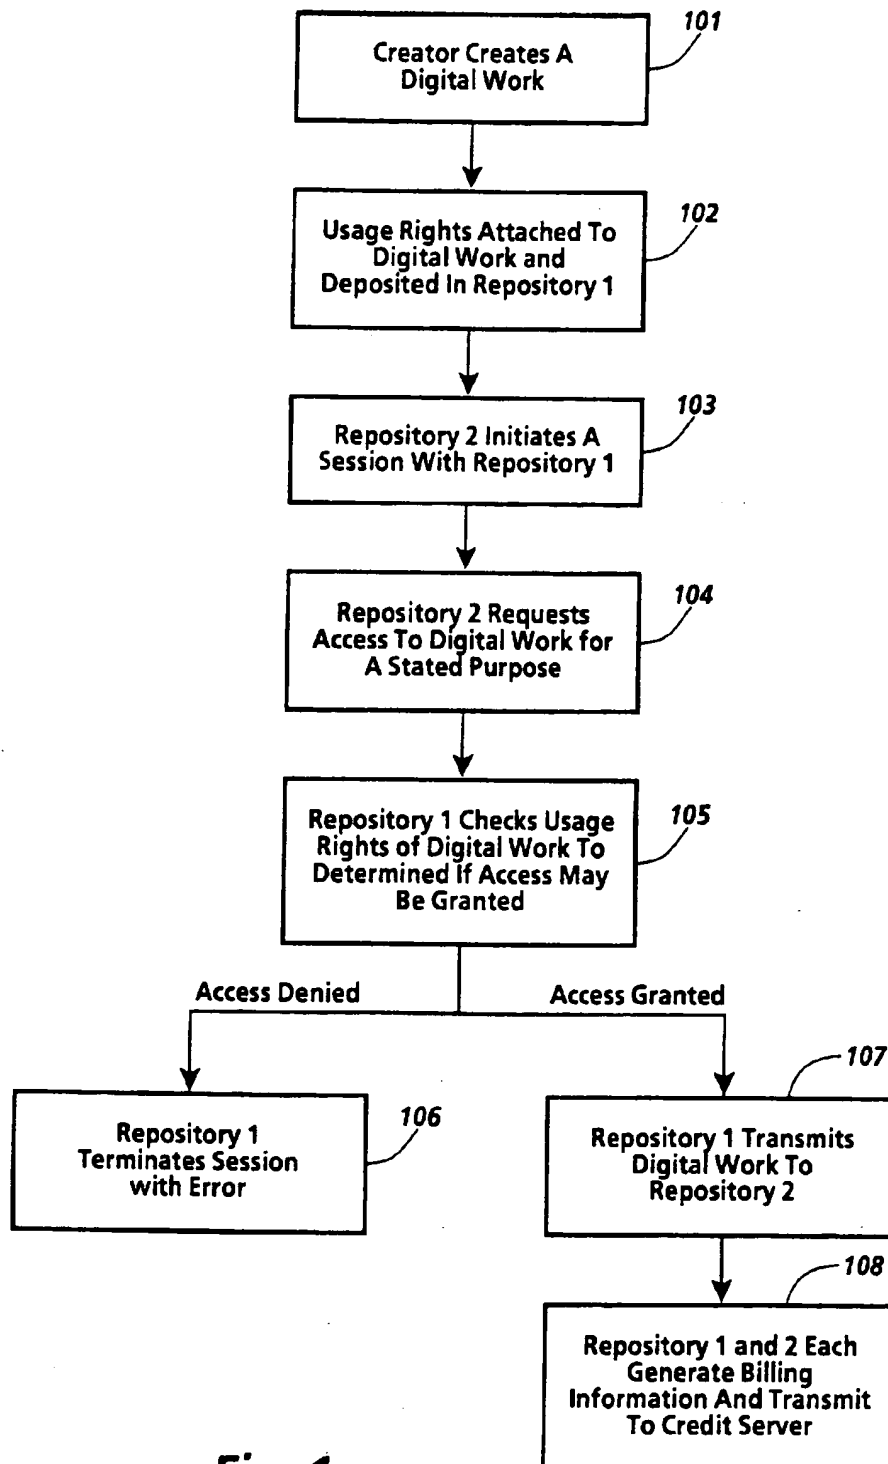 101
Creator Creates A
Digital Work
102
Usage Rights Attached To
Digital Work and
Deposited In Repository 1
103
Repository 2 Initiates A
Session With Repository 1
104
Repository 2 Requests
Access To Digital Work for
A Stated Purpose
105
Repository 1 Checks Usage
Rights of Digital Work To
Determined If Access May
Be Granted
Access Denied
Access Granted
106
Repository 1
Terminates Session
with Error
107
Repository 1 Transmits
Digital Work To
Repository 2
108
Repository 1 and 2 Each
Generate Billing
Information And Transmit
To Credit Server